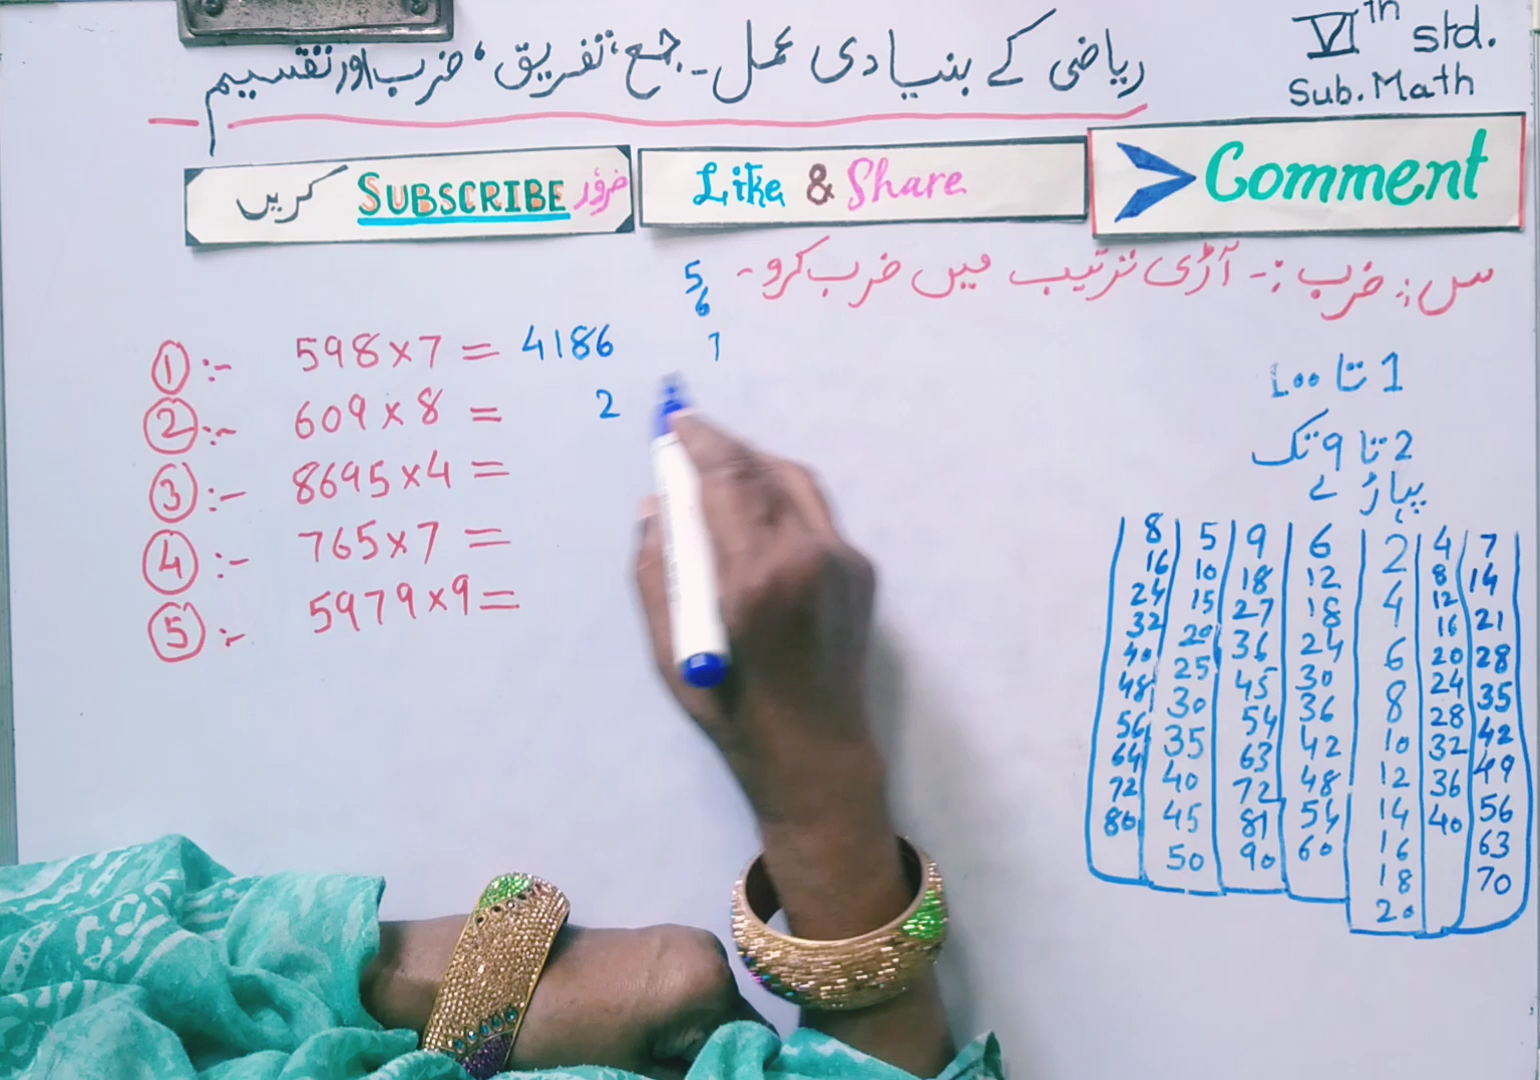 ریاضی کے بنیادی عمل - جمع، تفریق، ضرب اور تقسیم
VIth std.
Sub. Math
ضرور SUBSCRIBE کریں
Like & Share
Comment
س:۔ ضرب :- آڑی ترتیب میں ضرب کرو -
5
6
7
① :- 598×7 = 4186
② :- 609×8 = 2
③ :- 8695×4 =
④ :- 765×7 =
⑤ :- 5979×9 =
1 تا 100
2 تا 9 تک
پہاڑے
8 5 9 6 2 4 7
16 10 18 12 4 8 14
24 15 27 18 6 12 21
32 20 36 24 8 16 28
40 25 45 30 10 20 35
48 30 54 36 12 24 42
56 35 63 42 14 28 49
64 40 72 48 16 32 56
72 45 81 54 18 36 63
80 50 90 60 20 40 70